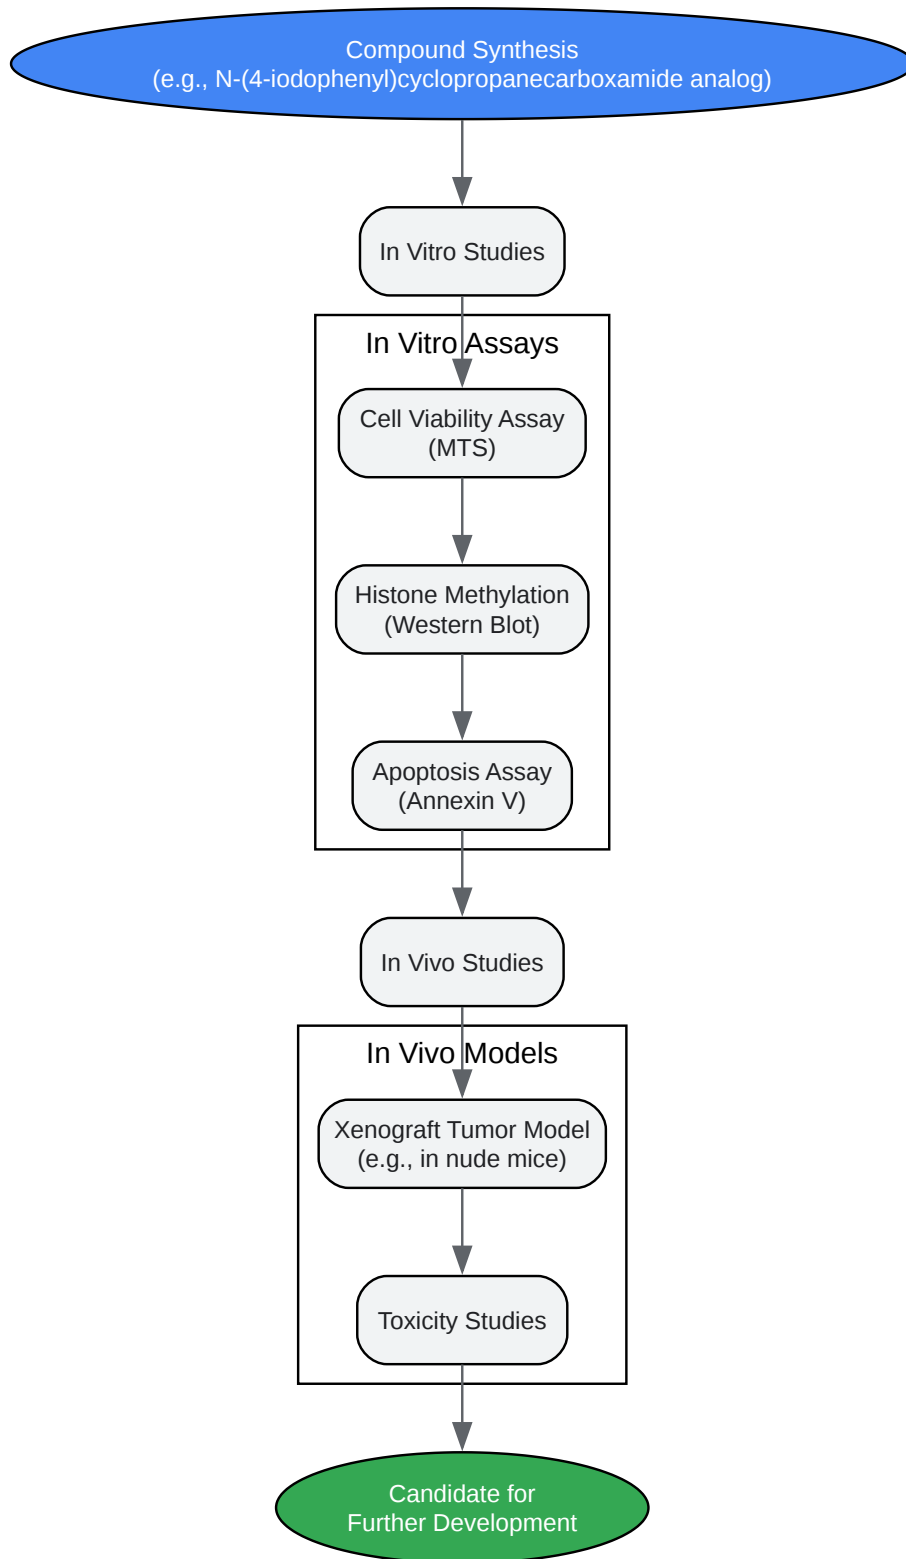 Compound Synthesis
(e.g., N-(4-iodophenyl)cyclopropanecarboxamide analog)
In Vitro Studies
In Vitro Assays
Cell Viability Assay
(MTS)
Histone Methylation
(Western Blot)
Apoptosis Assay
(Annexin V)
In Vivo Studies
In Vivo Models
Xenograft Tumor Model
(e.g., in nude mice)
Toxicity Studies
Candidate for
Further Development